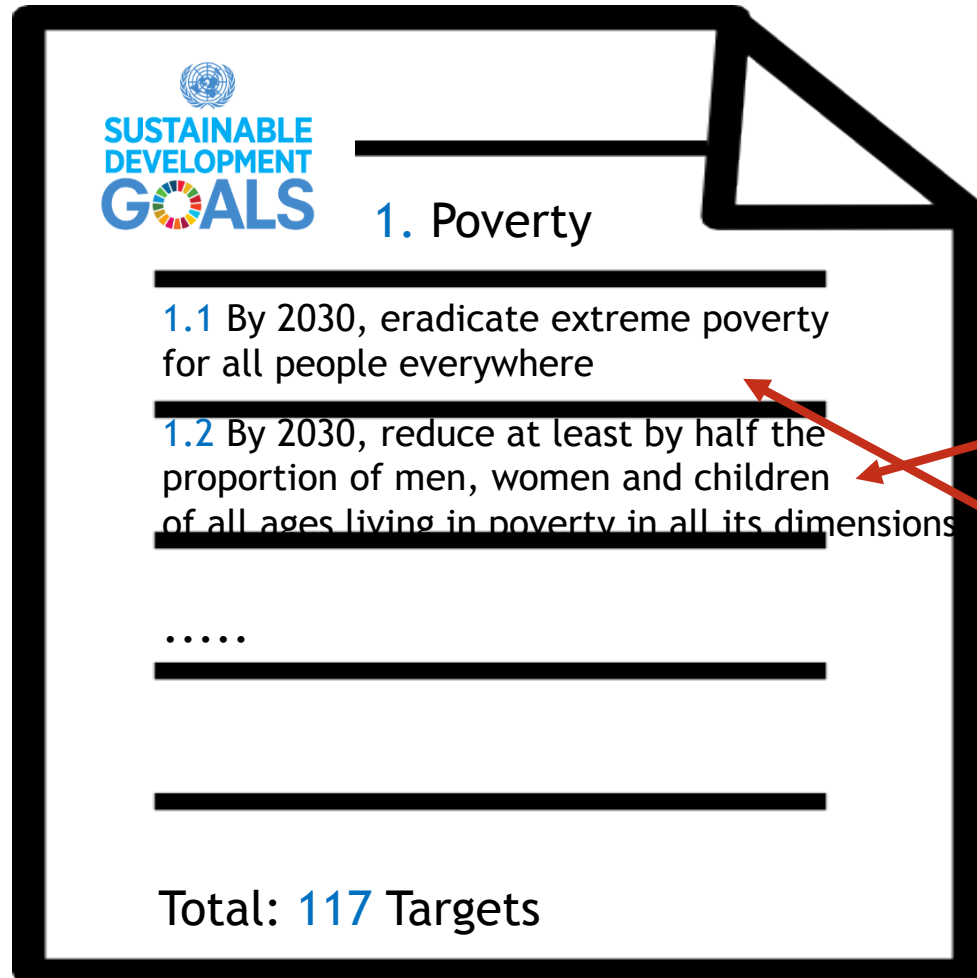 SUSTAINABLE
DEVELOPMENT
GOALS
1. Poverty
1.1 By 2030, eradicate extreme poverty
for all people everywhere
1.2 By 2030, reduce at least by half the
proportion of men, women and children
of all ages living in poverty in all its dimensions
.....
Total: 117 Targets